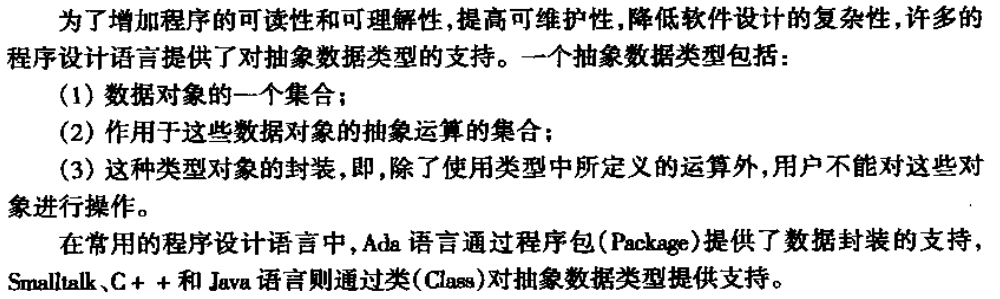 为了增加程序的可读性和可理解性,提高可维护性,降低软件设计的复杂性,许多的
程序设计语言提供了对抽象数据类型的支持。一个抽象数据类型包括:
(1) 数据对象的一个集合;
(2) 作用于这些数据对象的抽象运算的集合;
(3) 这种类型对象的封装,即,除了使用类型中所定义的运算外,用户不能对这些对
象进行操作。
在常用的程序设计语言中,Ada 语言通过程序包(Package)提供了数据封装的支持,
Smalltalk、C + + 和 Java 语言则通过类(Class)对抽象数据类型提供支持。